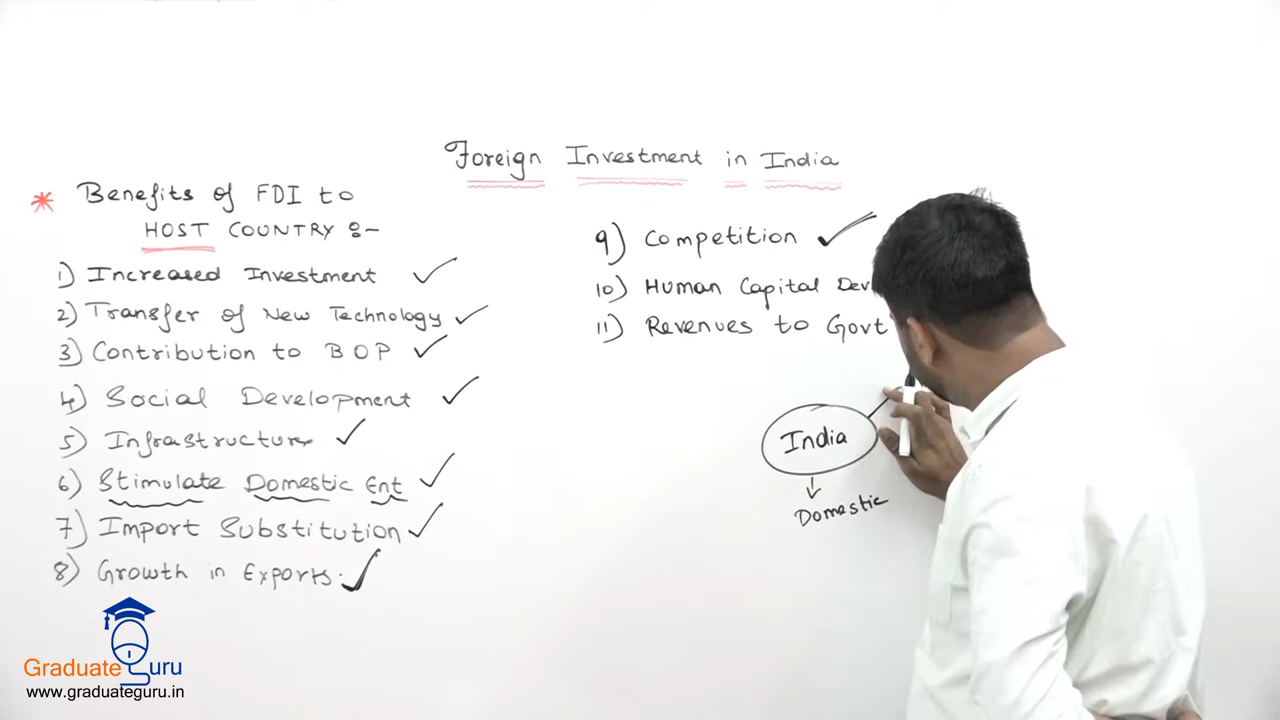 Foreign Investment in India
* Benefits of FDI to
HOST COUNTRY :-
1) Increased Investment ✓
2) Transfer of New Technology ✓
3) Contribution to BOP ✓
4) Social Development ✓
5) Infrastructure ✓
6) Stimulate Domestic Ent ✓
7) Import Substitution ✓
8) Growth in Exports. ✓
9) Competition ✓
10) Human Capital Dev
11) Revenues to Govt
India
Domestic
Graduate Guru
www.graduateguru.in